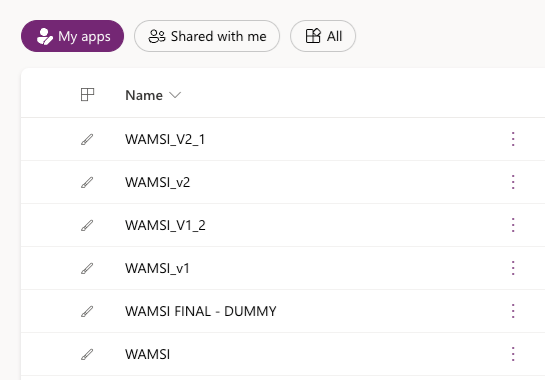 My apps Shared with me All
Name
WAMSI_V2_1
WAMSI_v2
WAMSI_V1_2
WAMSI_v1
WAMSI FINAL - DUMMY
WAMSI